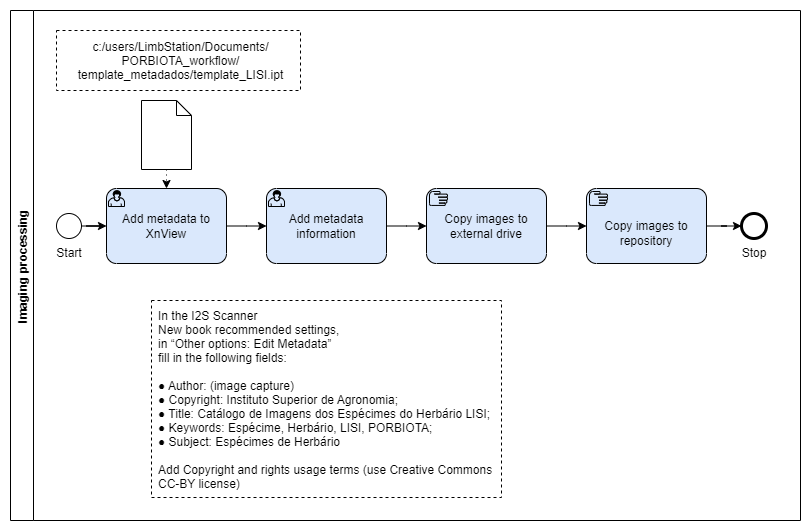 Imaging processing
c:/users/LimbStation/Documents/
PORBIOTA_workflow/
template_metadados/template_LISI.ipt
Start
Add metadata to
XnView
Add metadata
information
Copy images to
external drive
Copy images to
repository
Stop
In the I2S Scanner
New book recommended settings,
in “Other options: Edit Metadata”
fill in the following fields:
● Author: (image capture)
● Copyright: Instituto Superior de Agronomia;
● Title: Catálogo de Imagens dos Espécimes do Herbário LISI;
● Keywords: Espécime, Herbário, LISI, PORBIOTA;
● Subject: Espécimes de Herbário
Add Copyright and rights usage terms (use Creative Commons
CC-BY license)